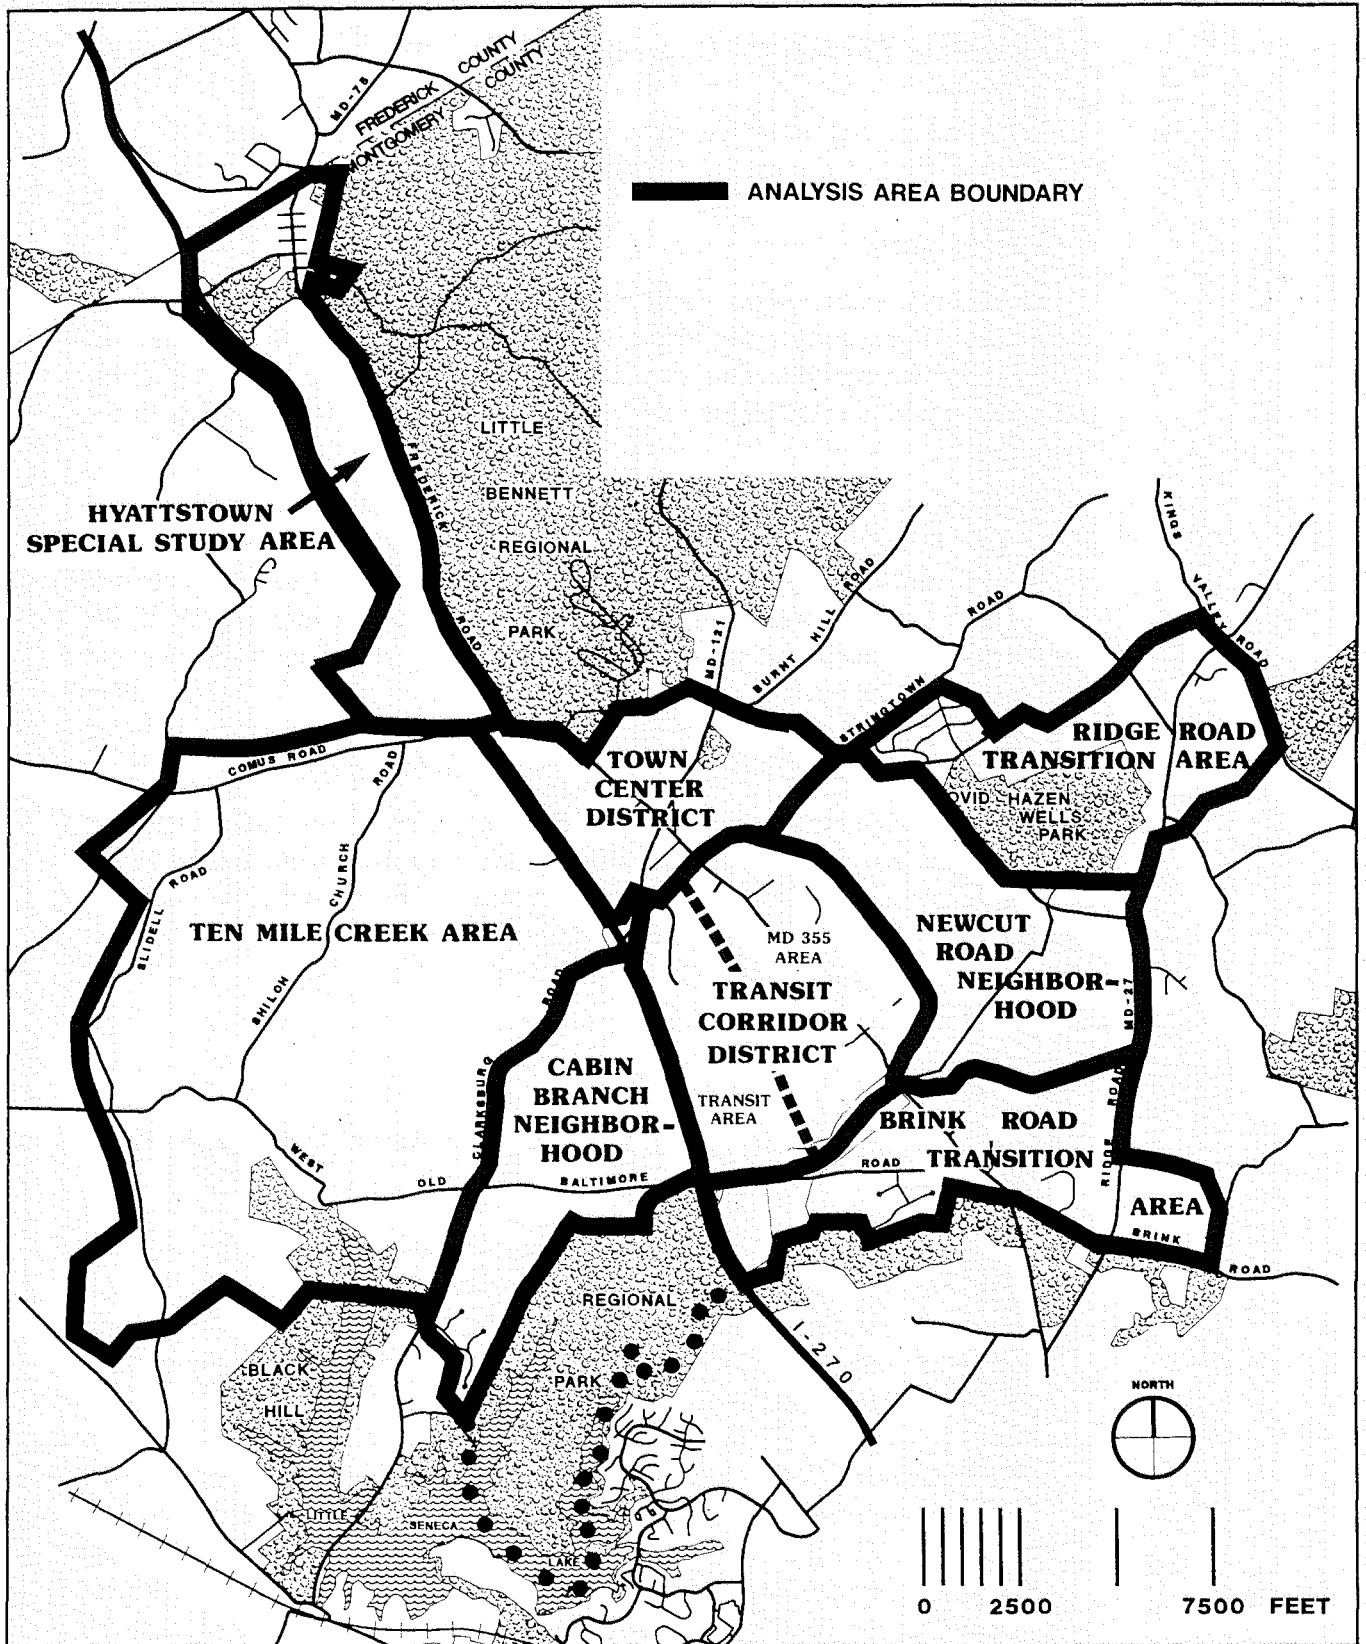 MD-75
FREDERICK COUNTY
MONTGOMERY COUNTY
ANALYSIS AREA BOUNDARY
LITTLE
BENNETT
REGIONAL
PARK
FREDERICK
ROAD
HYATTSTOWN
SPECIAL STUDY AREA
KINGS
VALLEY ROAD
MD-121
BURNT HILL ROAD
STRINGTOWN
ROAD
RIDGE ROAD
TRANSITION AREA
OVID HAZEN
WELLS
PARK
COMUS ROAD
TOWN
CENTER
DISTRICT
SLIDELL
ROAD
SHILOH
CHURCH
ROAD
TEN MILE CREEK AREA
MD 355
AREA
NEWCUT
ROAD
NEIGHBOR-
HOOD
MD-27
TRANSIT
CORRIDOR
DISTRICT
TRANSIT
AREA
CLARKSBURG
ROAD
CABIN
BRANCH
NEIGHBOR-
HOOD
BRINK ROAD
TRANSITION
AREA
RIDGE
ROAD
WEST
OLD
BALTIMORE
ROAD
BRINK
ROAD
REGIONAL
PARK
BLACK
HILL
I-270
NORTH
LITTLE
SENECA
LAKE
0 2500 7500 FEET